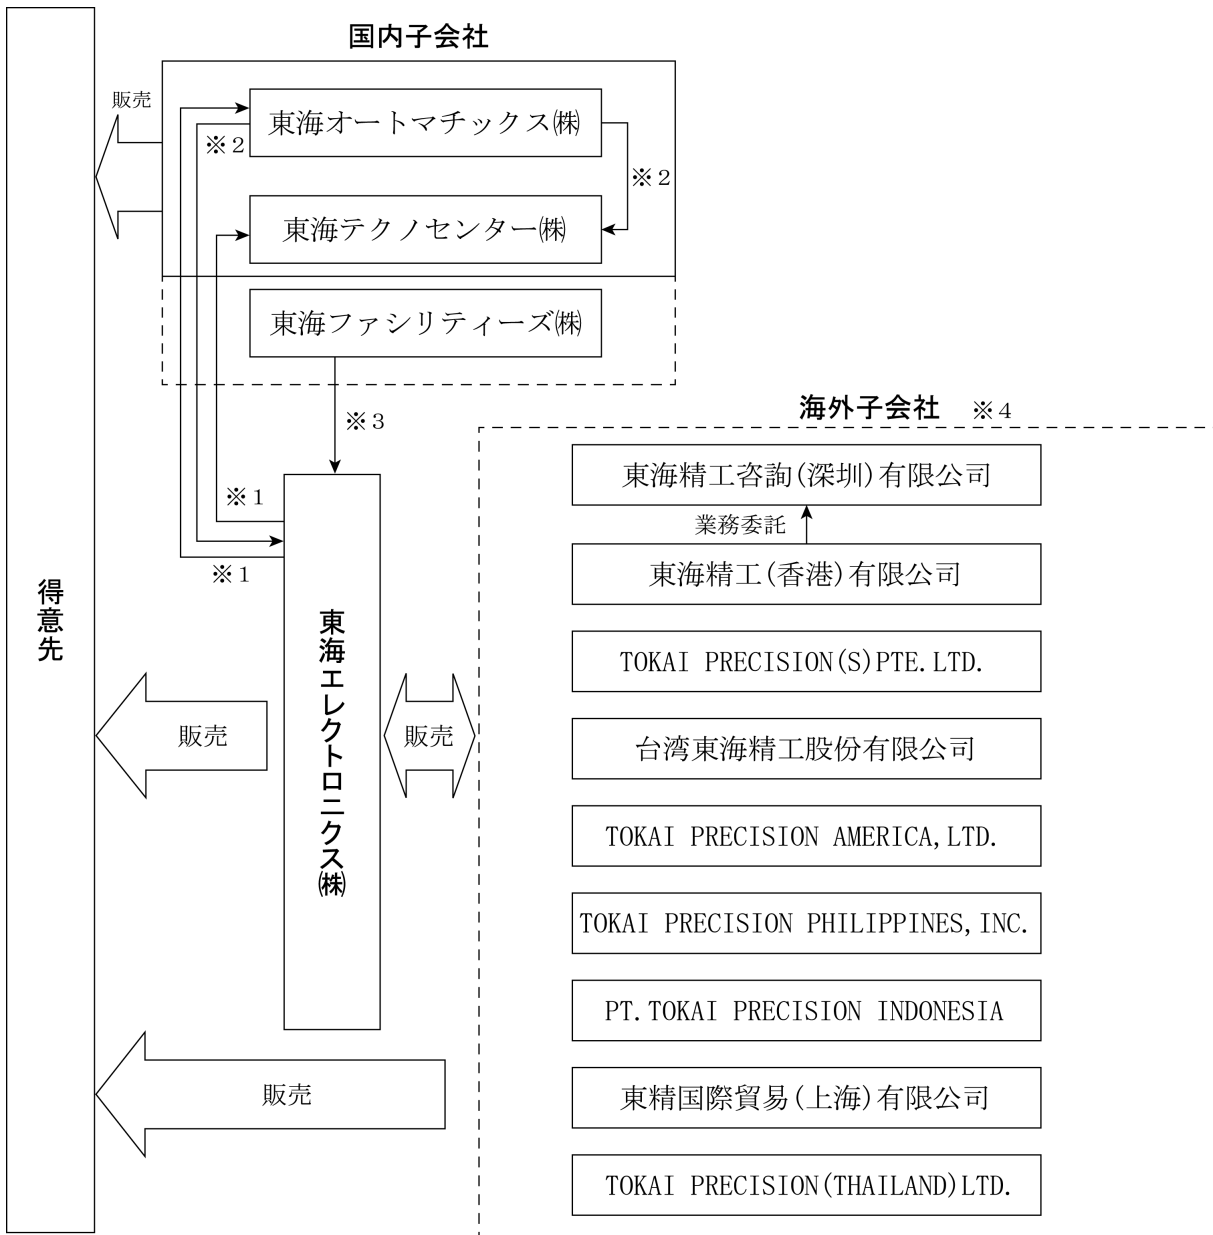 国内子会社
販売
東海オートマチックス㈱
※2
※2
東海テクノセンター㈱
東海ファシリティーズ㈱
※3
海外子会社 ※4
※1
※1
得意先
東海エレクトロニクス㈱
販売
販売
販売
東海精工咨詢(深圳)有限公司
業務委託
東海精工(香港)有限公司
TOKAI PRECISION(S)PTE.LTD.
台湾東海精工股份有限公司
TOKAI PRECISION AMERICA,LTD.
TOKAI PRECISION PHILIPPINES,INC.
PT.TOKAI PRECISION INDONESIA
東精国際貿易(上海)有限公司
TOKAI PRECISION(THAILAND)LTD.